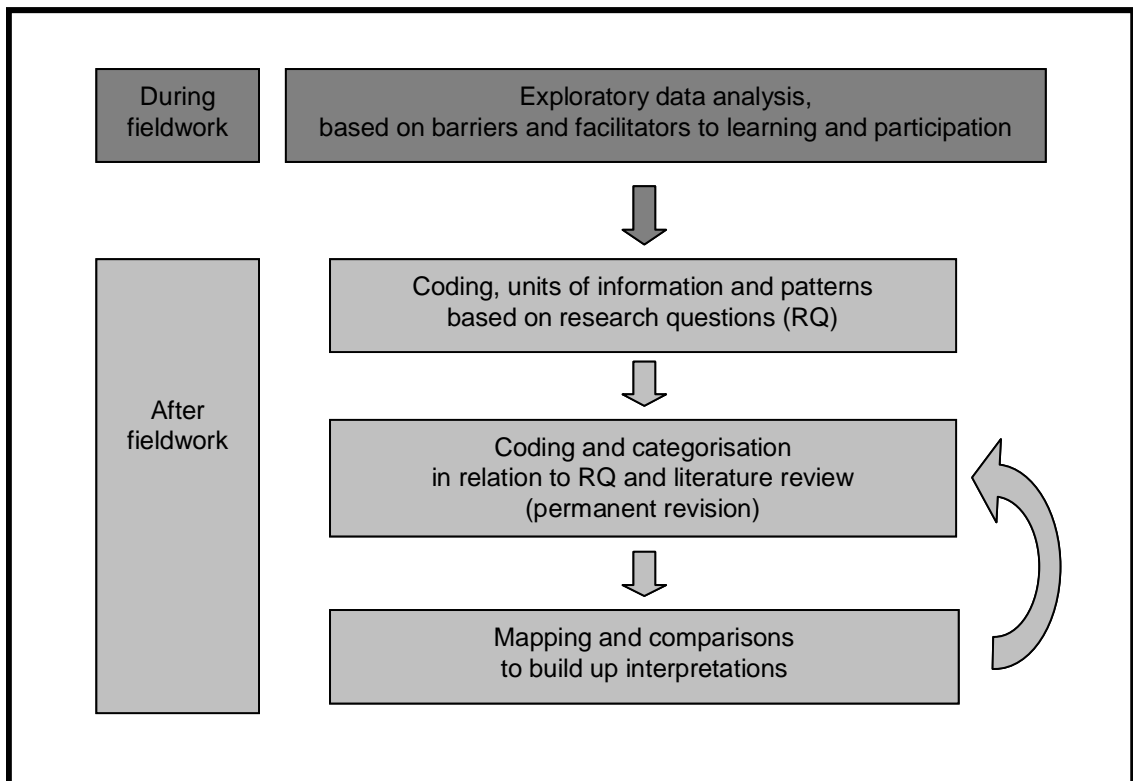 During
fieldwork
Exploratory data analysis,
based on barriers and facilitators to learning and participation
Coding, units of information and patterns
based on research questions (RQ)
After
fieldwork
Coding and categorisation
in relation to RQ and literature review
(permanent revision)
Mapping and comparisons
to build up interpretations